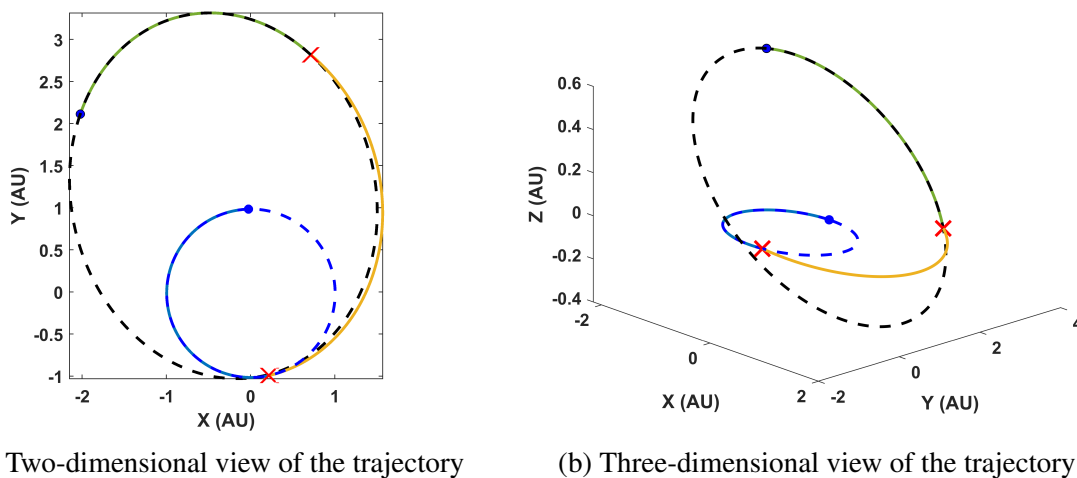 3
2.5
2
1.5
1
0.5
0
-0.5
-1
Y (AU)
-2 -1 0 1
X (AU)
0.6
0.4
0.2
0
-0.2
-0.4
Z (AU)
-2
0
2
X (AU)
-2
0
2
4
Y (AU)
Two-dimensional view of the trajectory
(b) Three-dimensional view of the trajectory